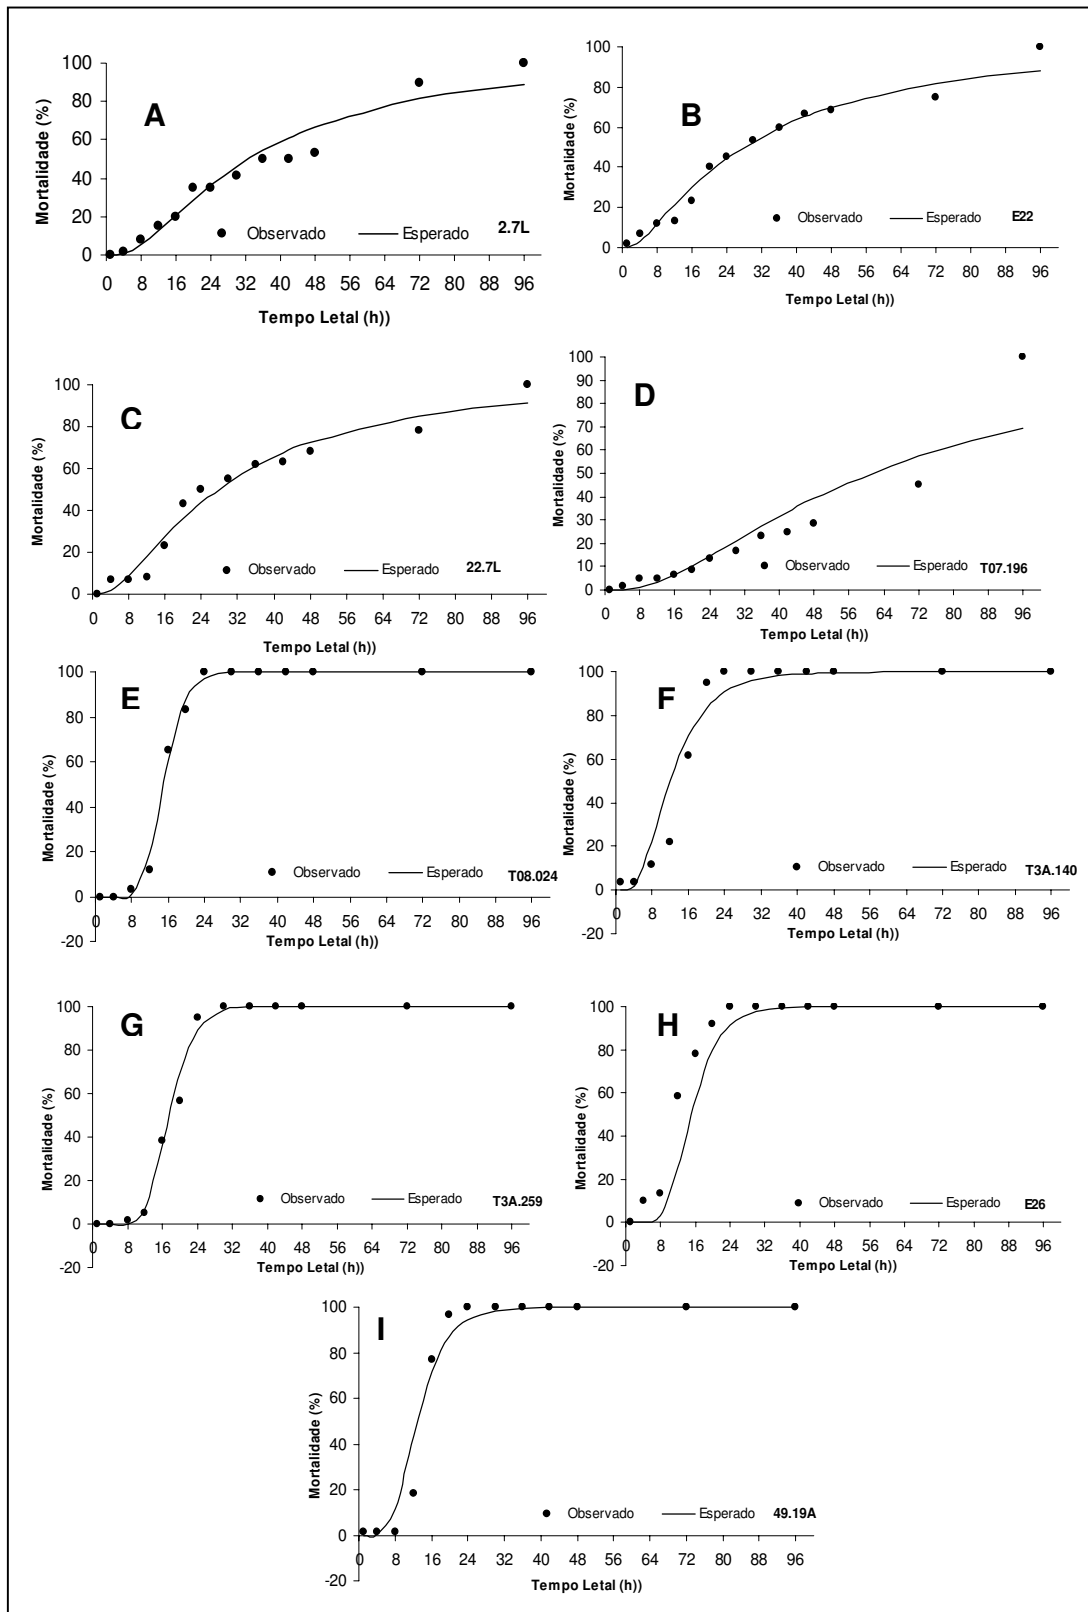 A
Mortalidade (%)
100
80
60
40
20
0
Observado Esperado 2.7L
0 8 16 24 32 40 48 56 64 72 80 88 96
Tempo Letal (h))
B
Mortalidade (%)
100
80
60
40
20
0
Observado Esperado E22
0 8 16 24 32 40 48 56 64 72 80 88 96
Tempo Letal (h))
C
Mortalidade (%)
100
80
60
40
20
0
Observado Esperado 22.7L
0 8 16 24 32 40 48 56 64 72 80 88 96
Tempo Letal (h))
D
Mortalidade (%)
100
90
80
70
60
50
40
30
20
10
0
Observado Esperado T07.196
0 8 16 24 32 40 48 56 64 72 80 88 96
Tempo Letal (h))
E
Mortalidade (%)
100
80
60
40
20
0
-20
Observado Esperado T08.024
0 8 16 24 32 40 48 56 64 72 80 88 96
Tempo Letal (h))
F
Mortalidade (%)
100
80
60
40
20
0
-20
Observado Esperado T3A.140
0 8 16 24 32 40 48 56 64 72 80 88 96
Tempo Letal (h))
G
Mortalidade (%)
100
80
60
40
20
0
-20
Observado Esperado T3A.259
0 8 16 24 32 40 48 56 64 72 80 88 96
Tempo Letal (h))
H
Mortalidade (%)
100
80
60
40
20
0
-20
Observado Esperado E26
0 8 16 24 32 40 48 56 64 72 80 88 96
Tempo Letal (h))
I
Mortalidade (%)
100
80
60
40
20
0
-20
Observado Esperado 49.19A
0 8 16 24 32 40 48 56 64 72 80 88 96
Tempo Letal (h))